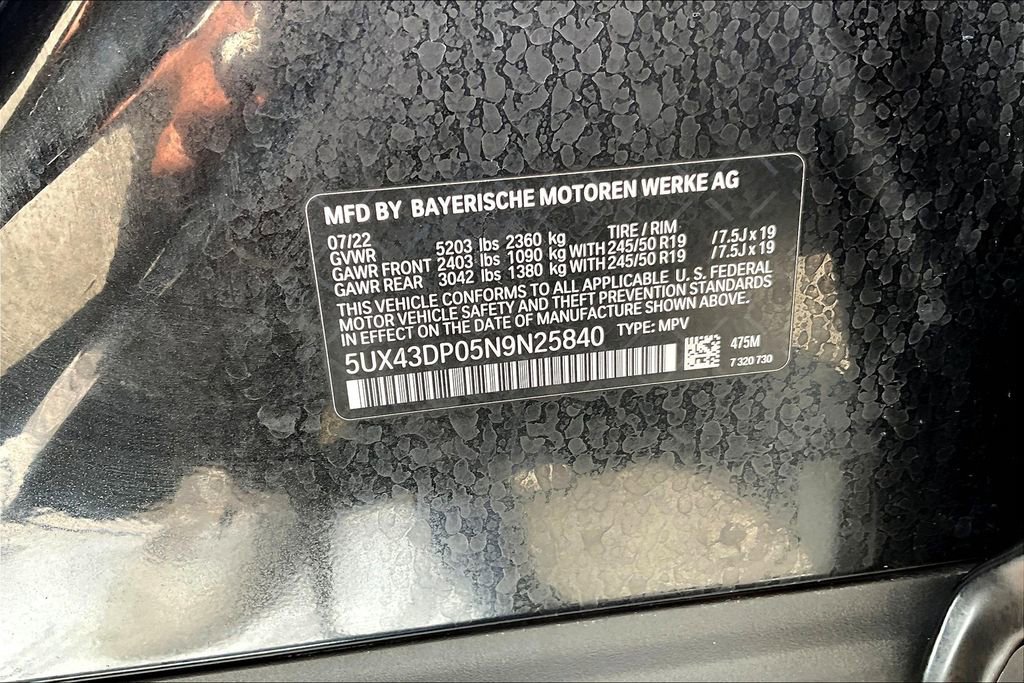 MFD BY BAYERISCHE MOTOREN WERKE AG
07/22 TIRE / RIM
GVWR 5203 lbs 2360 kg
GAWR FRONT 2403 lbs 1090 kg WITH 245/50 R19 /7.5J x 19
GAWR REAR 3042 lbs 1380 kg WITH 245/50 R19 /7.5J x 19
THIS VEHICLE CONFORMS TO ALL APPLICABLE U. S. FEDERAL
MOTOR VEHICLE SAFETY AND THEFT PREVENTION STANDARDS
IN EFFECT ON THE DATE OF MANUFACTURE SHOWN ABOVE.
5UX43DP05N9N25840 TYPE: MPV
475M
7 320 730